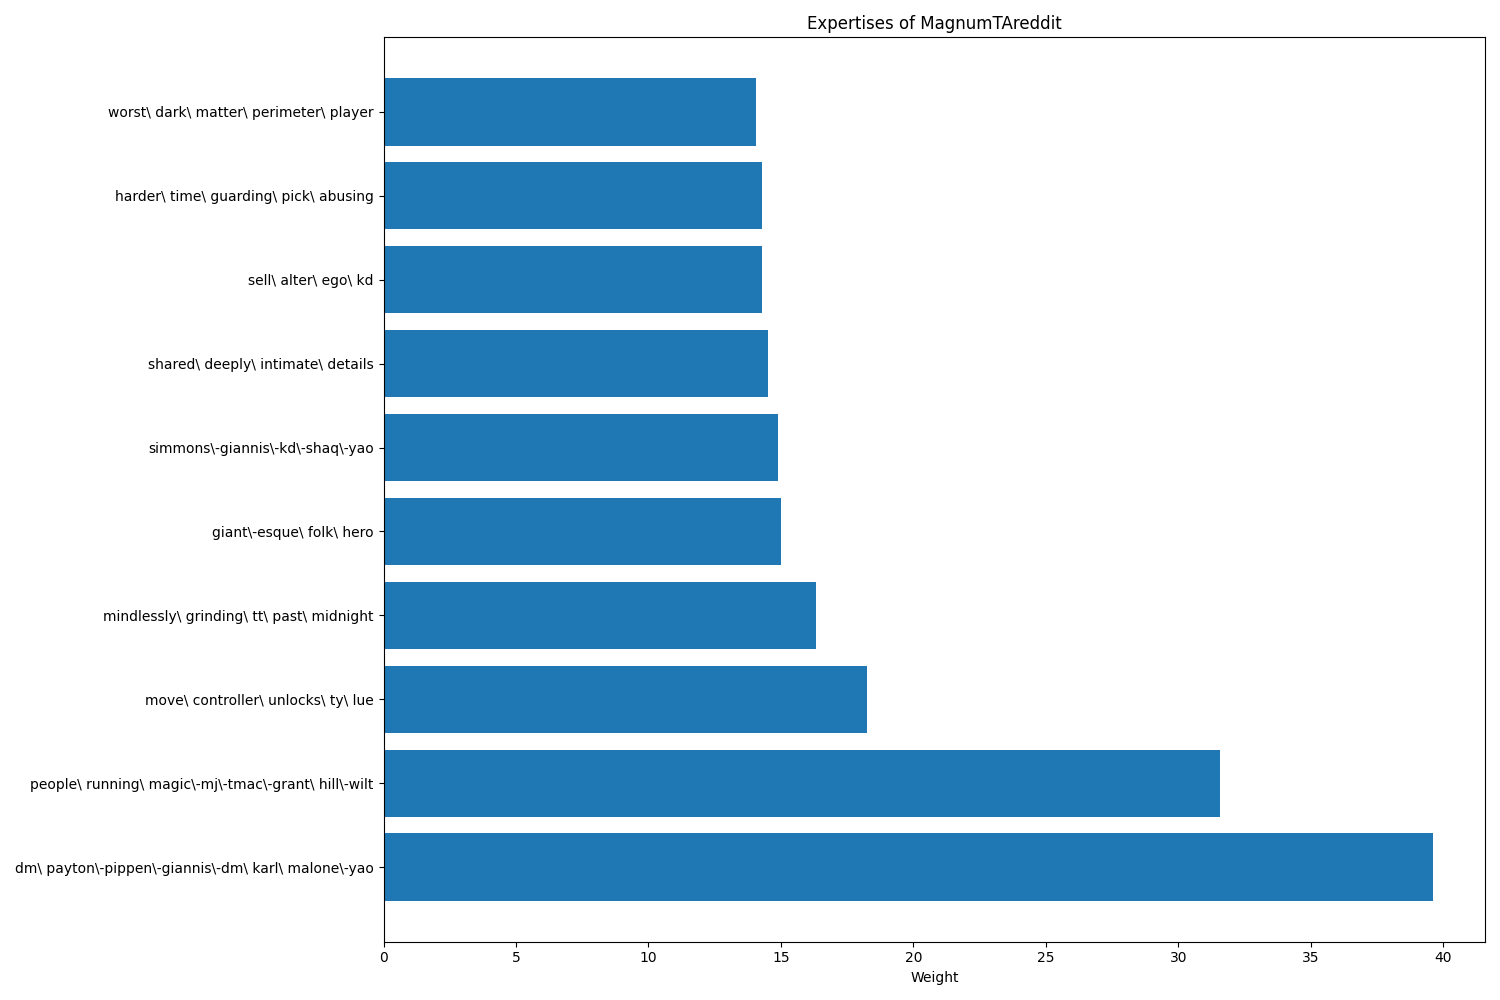 Expertises of MagnumTAreddit
worst\ dark\ matter\ perimeter\ player
harder\ time\ guarding\ pick\ abusing
sell\ alter\ ego\ kd
shared\ deeply\ intimate\ details
simmons\-giannis\-kd\-shaq\-yao
giant\-esque\ folk\ hero
mindlessly\ grinding\ tt\ past\ midnight
move\ controller\ unlocks\ ty\ lue
people\ running\ magic\-mj\-tmac\-grant\ hill\-wilt
dm\ payton\-pippen\-giannis\-dm\ karl\ malone\-yao
0 5 10 15 20 25 30 35 40
Weight